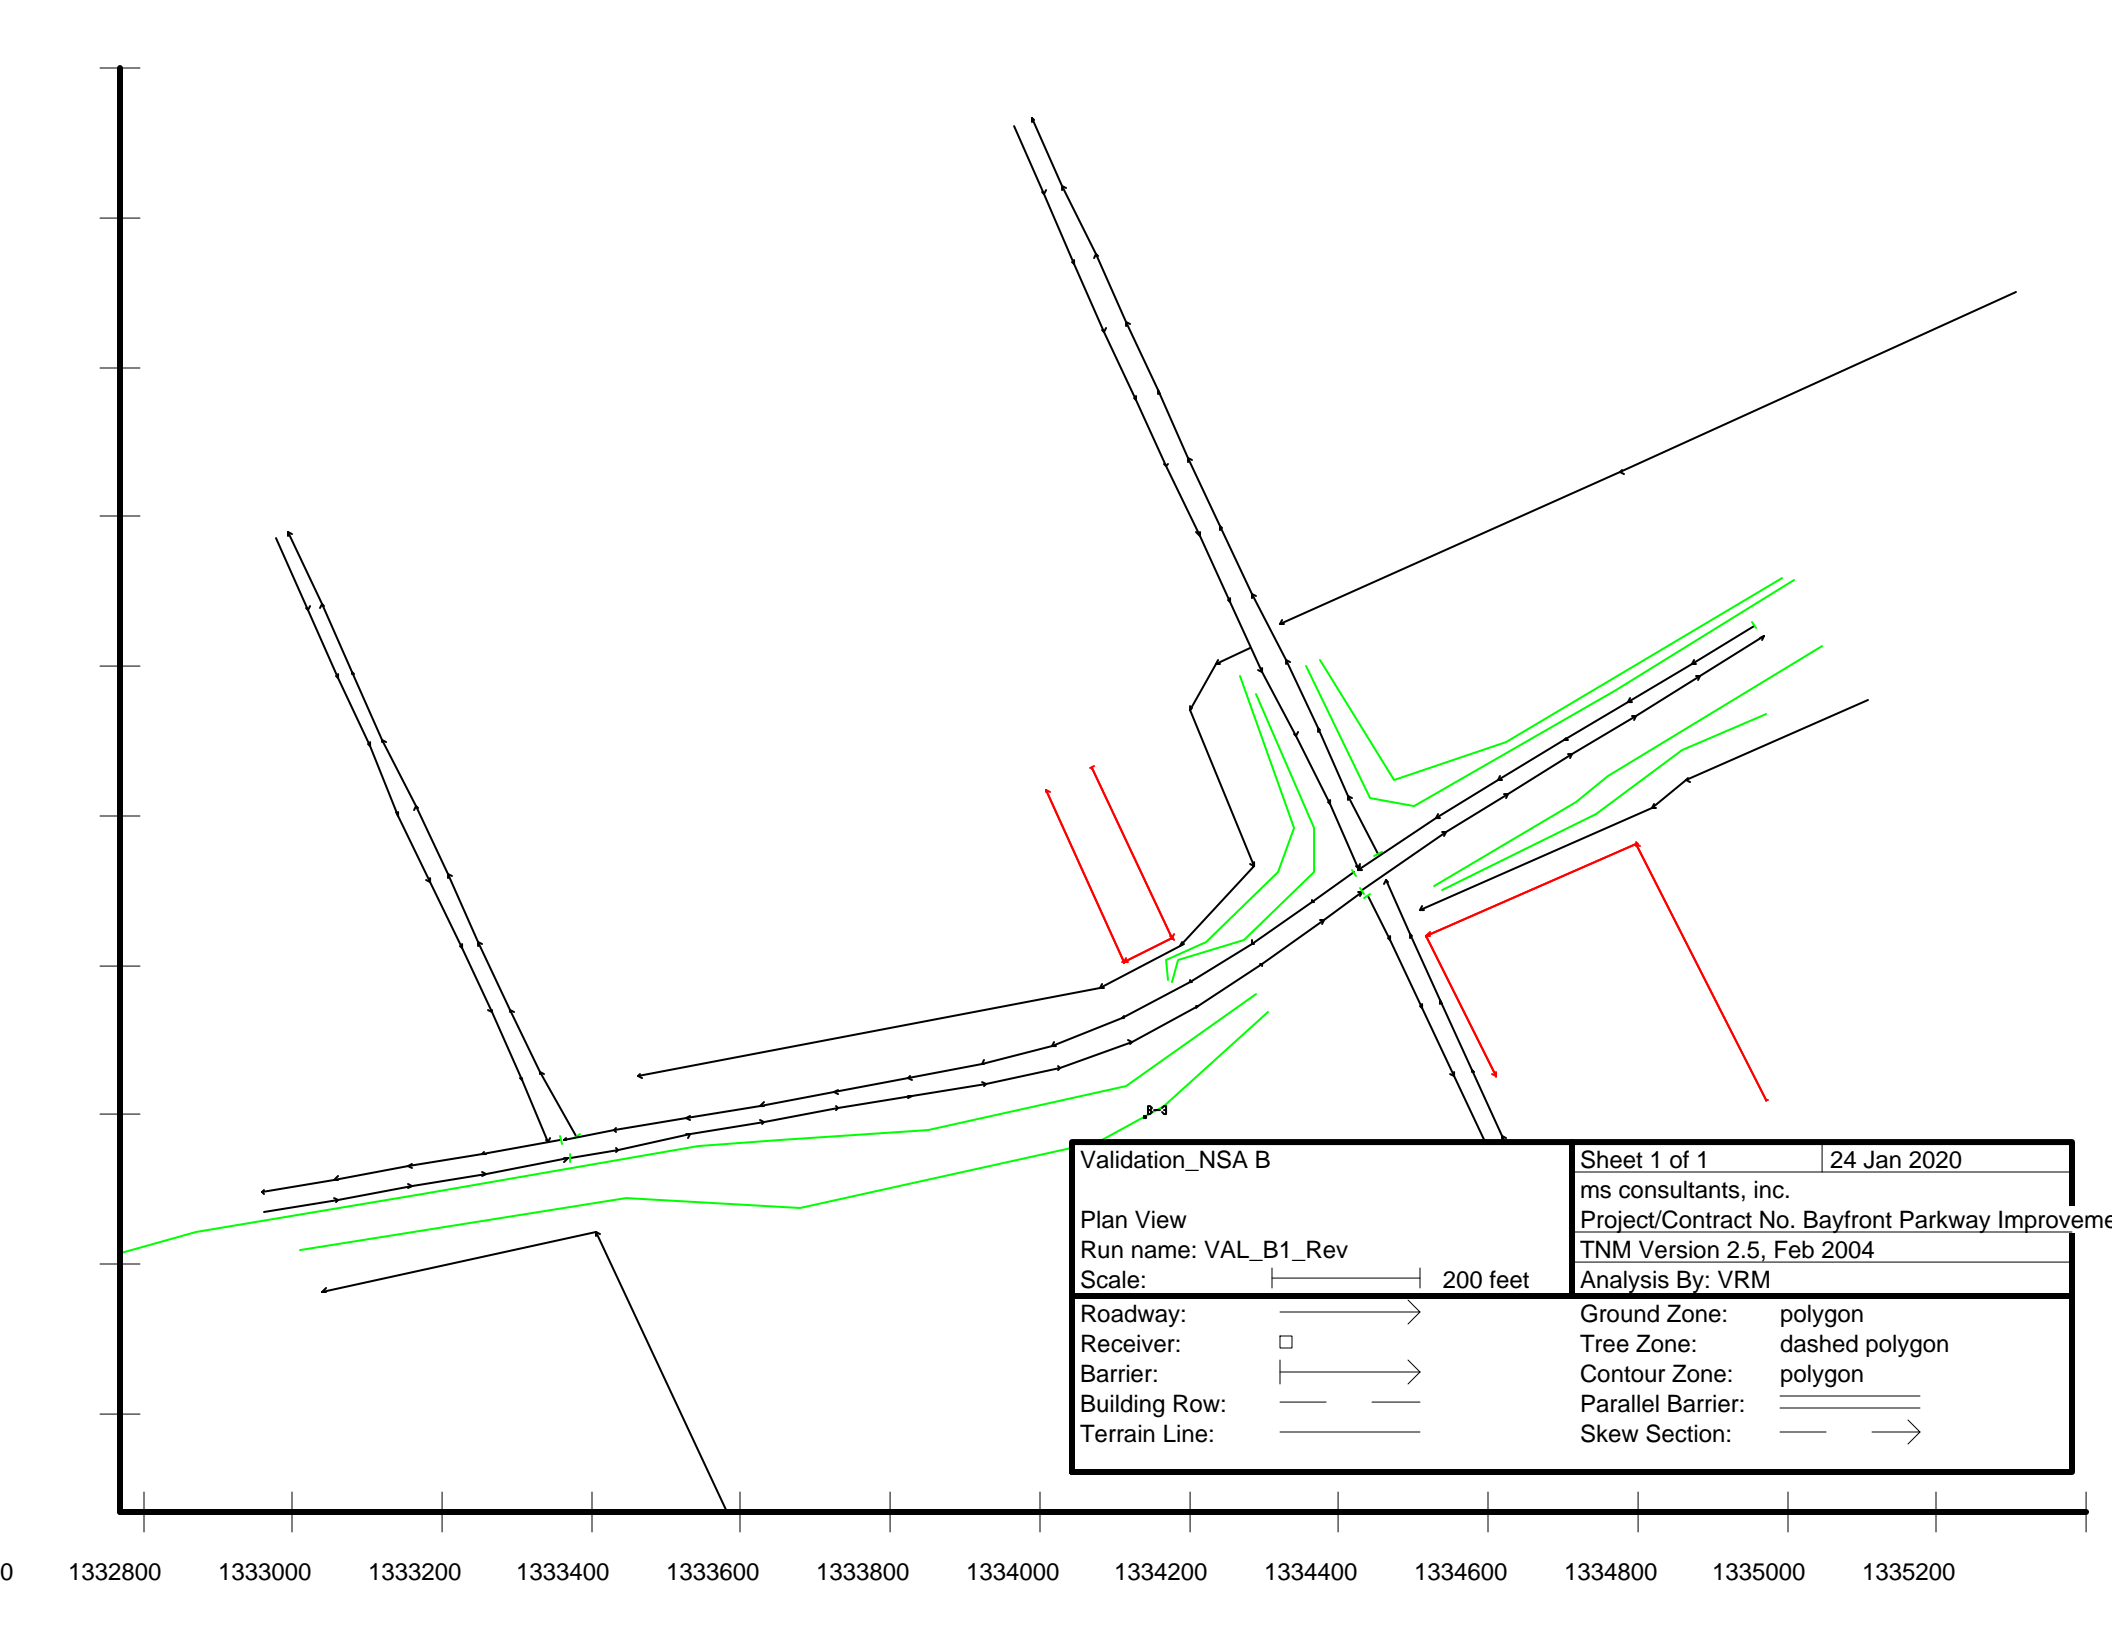 B-3
Validation_NSA B
Plan View
Run name: VAL_B1_Rev
Scale: 200 feet
Sheet 1 of 1 24 Jan 2020
ms consultants, inc.
Project/Contract No. Bayfront Parkway Improveme
TNM Version 2.5, Feb 2004
Analysis By: VRM
Roadway:
Receiver:
Barrier:
Building Row:
Terrain Line:
Ground Zone: polygon
Tree Zone: dashed polygon
Contour Zone: polygon
Parallel Barrier:
Skew Section:
0 1332800 1333000 1333200 1333400 1333600 1333800 1334000 1334200 1334400 1334600 1334800 1335000 1335200